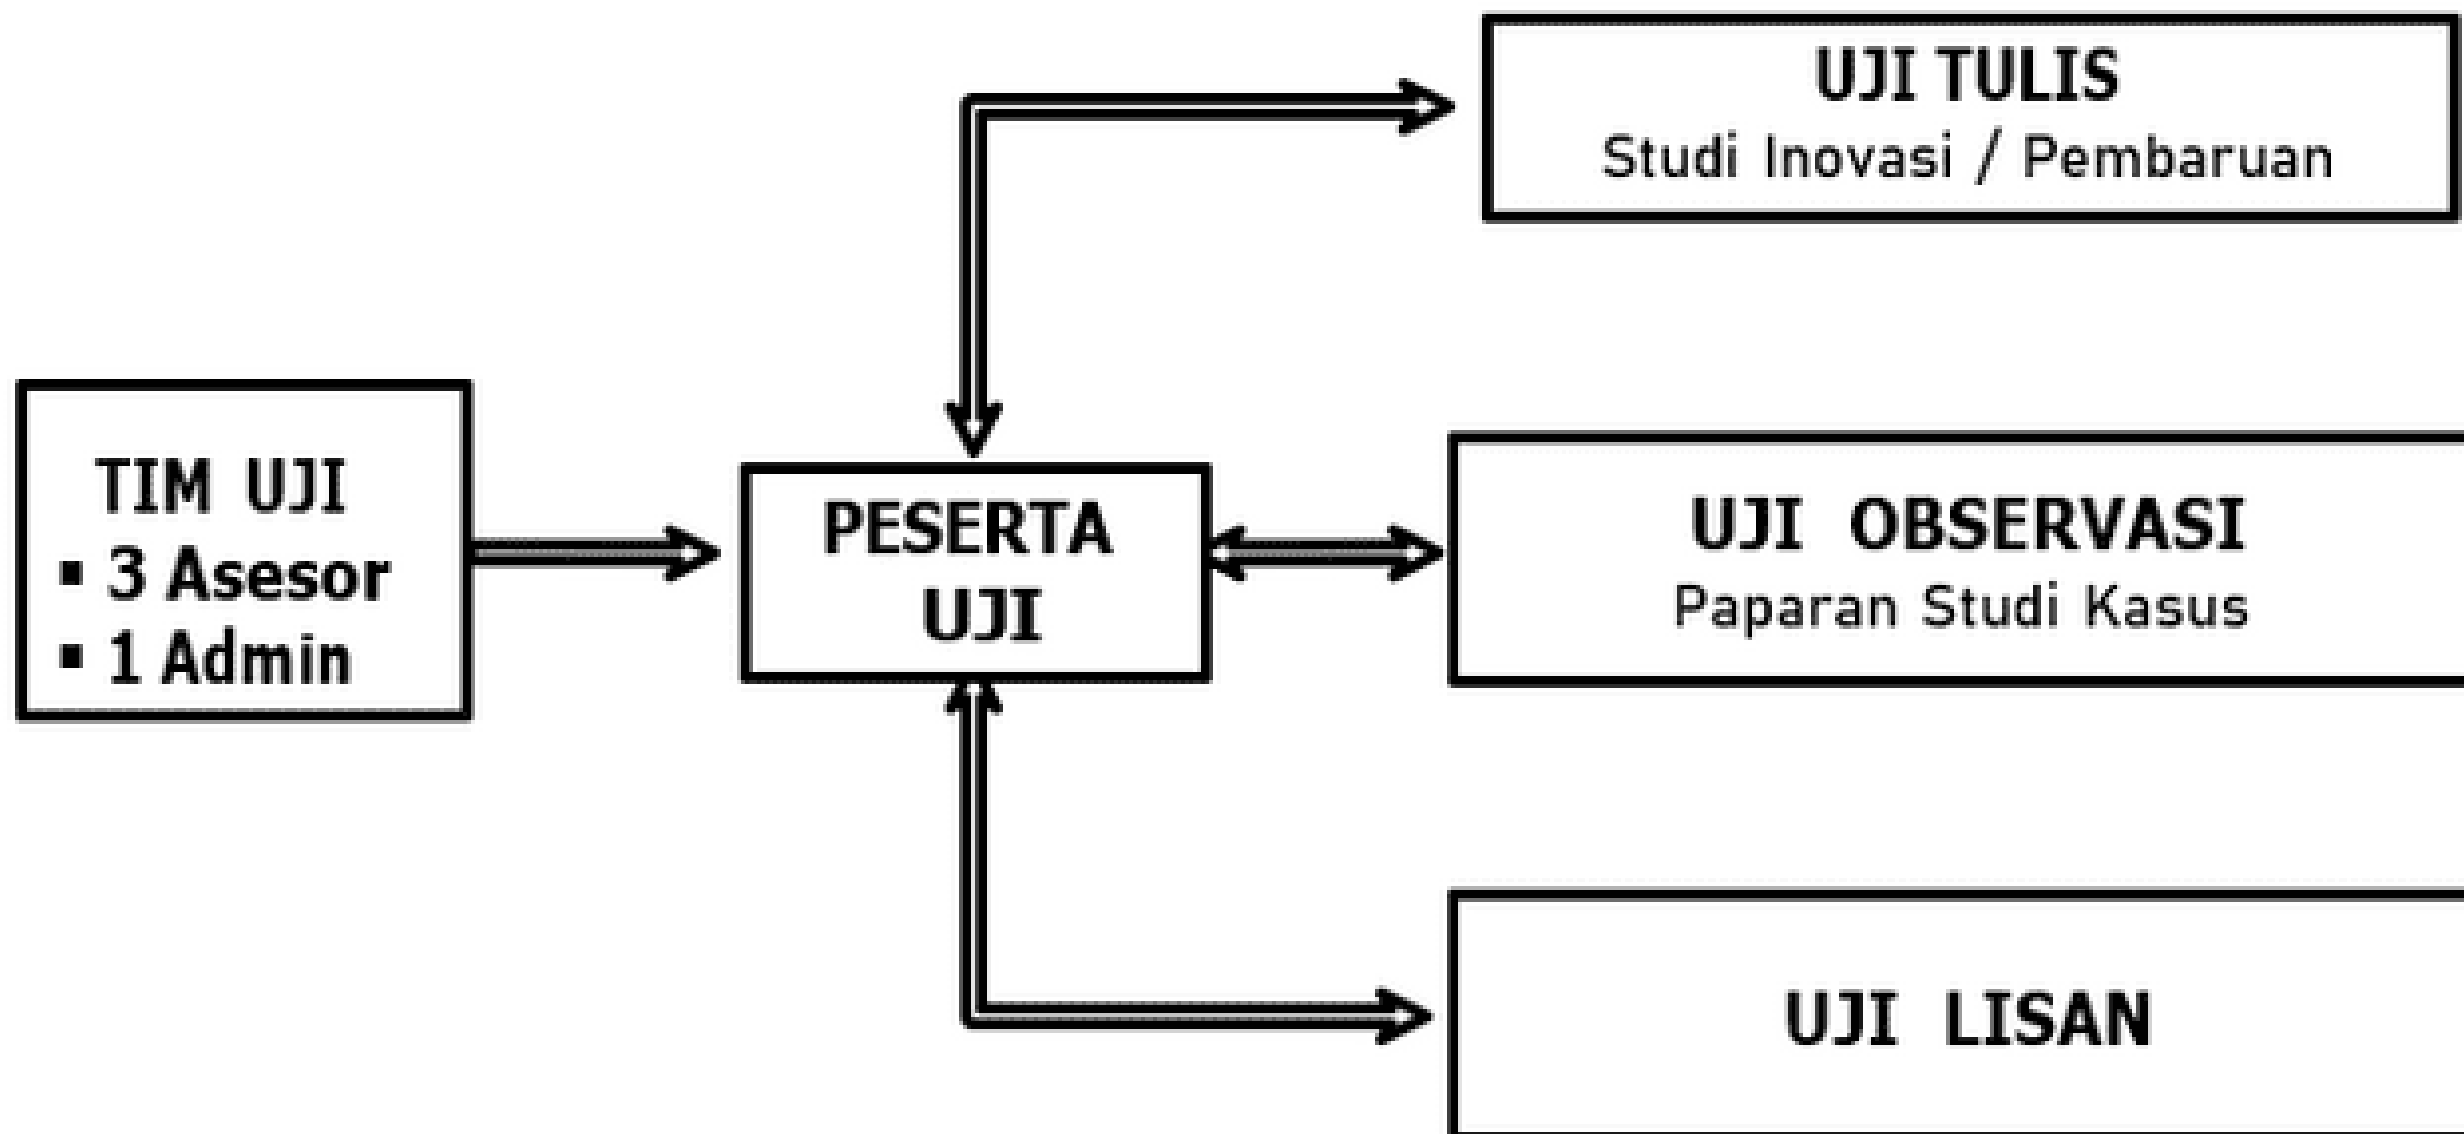 UJI TULIS
Studi Inovasi / Pembaruan
TIM UJI
▪ 3 Asesor
▪ 1 Admin
PESERTA
UJI
UJI OBSERVASI
Paparan Studi Kasus
UJI LISAN